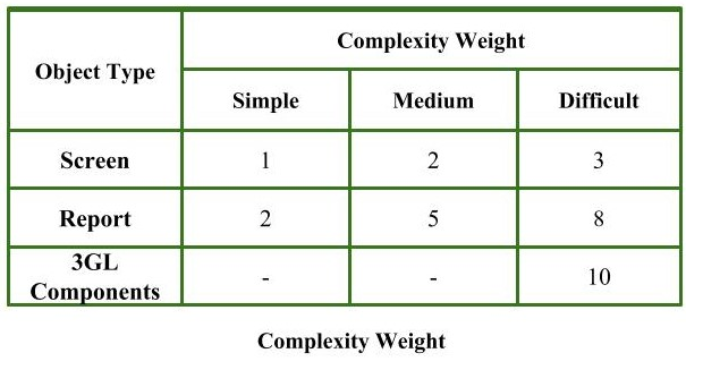 Object Type
Complexity Weight
Simple Medium Difficult
Screen 1 2 3
Report 2 5 8
3GL
Components - - 10
Complexity Weight